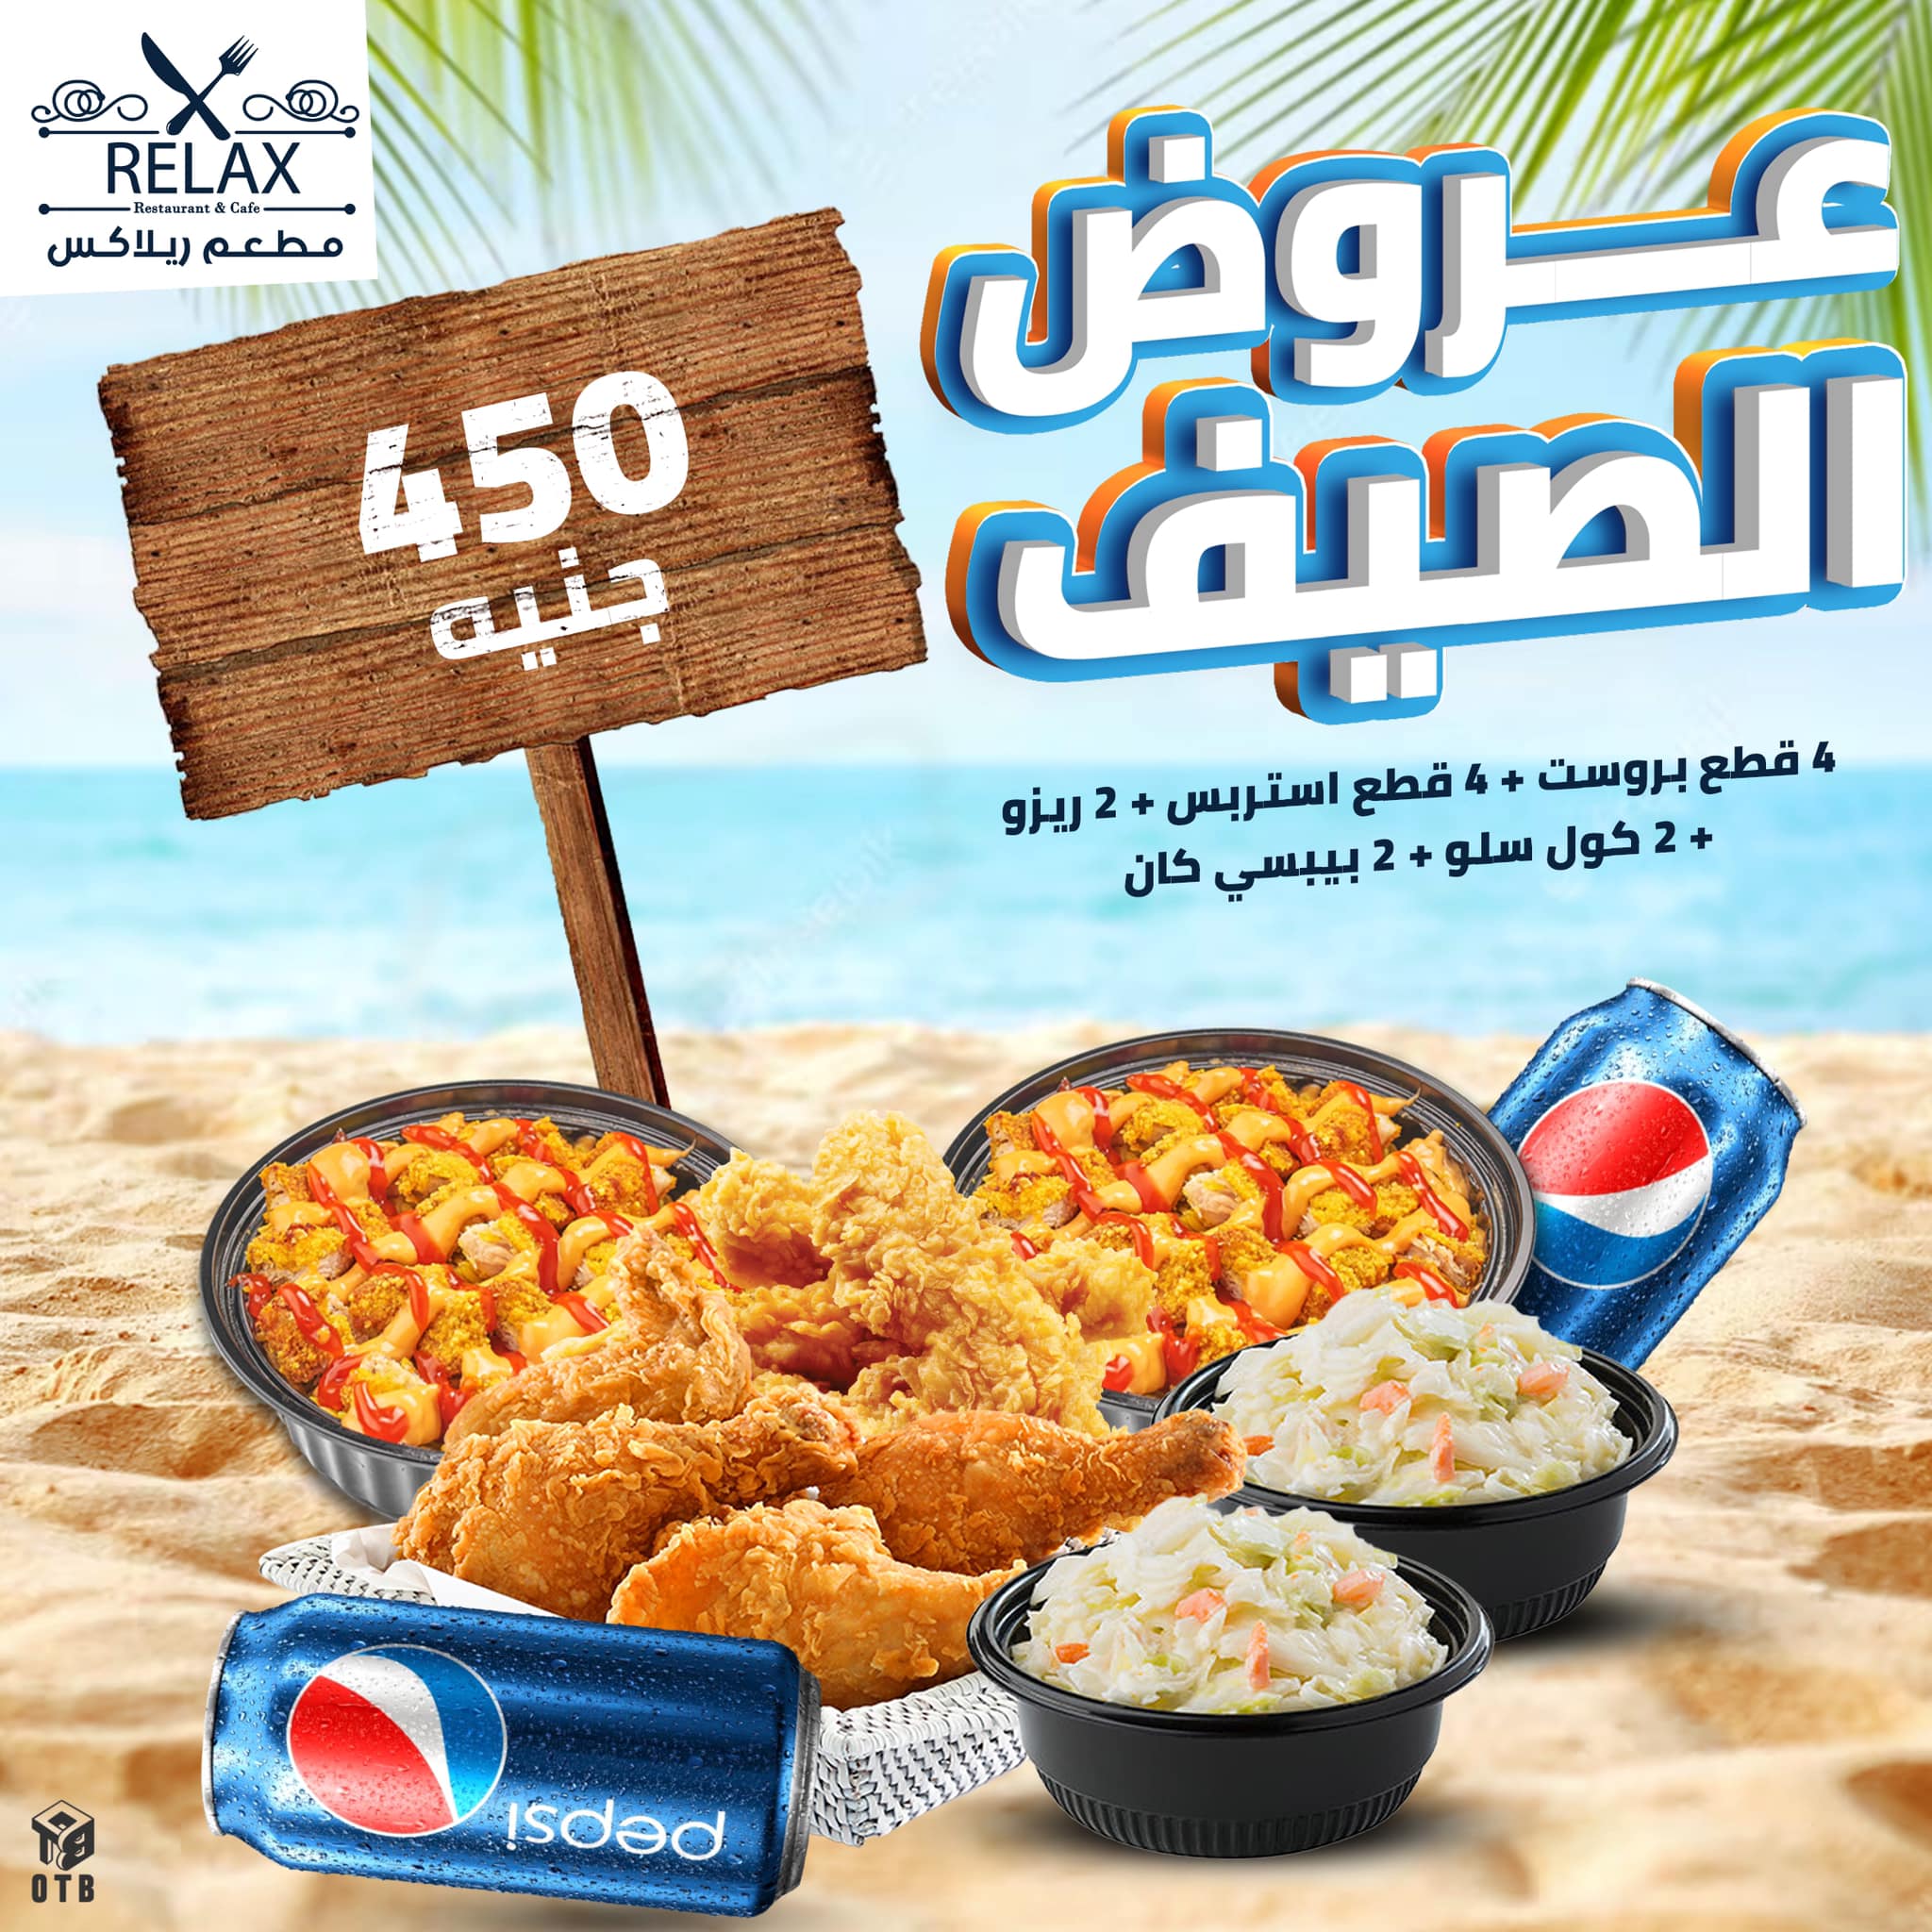 RELAX
Restaurant & Cafe
مطعم ريلاكس
عروض
الصيف
450
جنيه
4 قطع بروست + 4 قطع استربس + 2 ريزو
+ 2 كول سلو + 2 بيبسي كان
pepsi
OTB